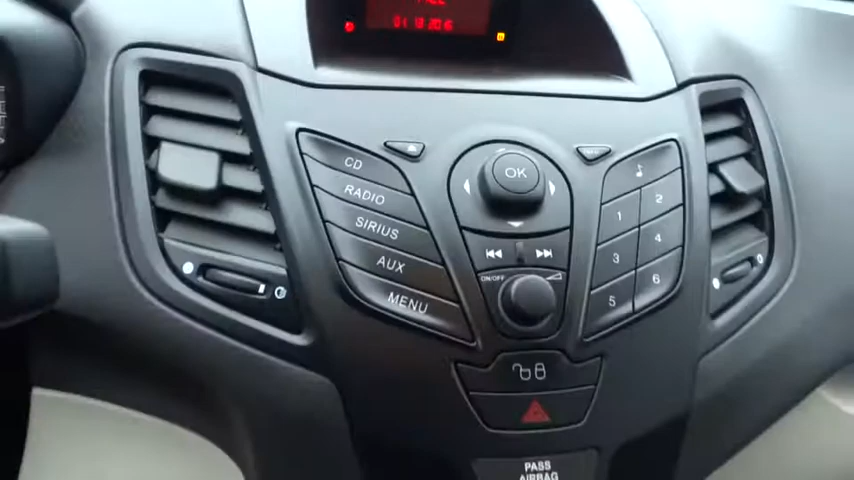 CD
RADIO
SIRIUS
AUX
MENU
OK
ON/OFF
1
2
3
4
5
6
PASS
AIRBAG